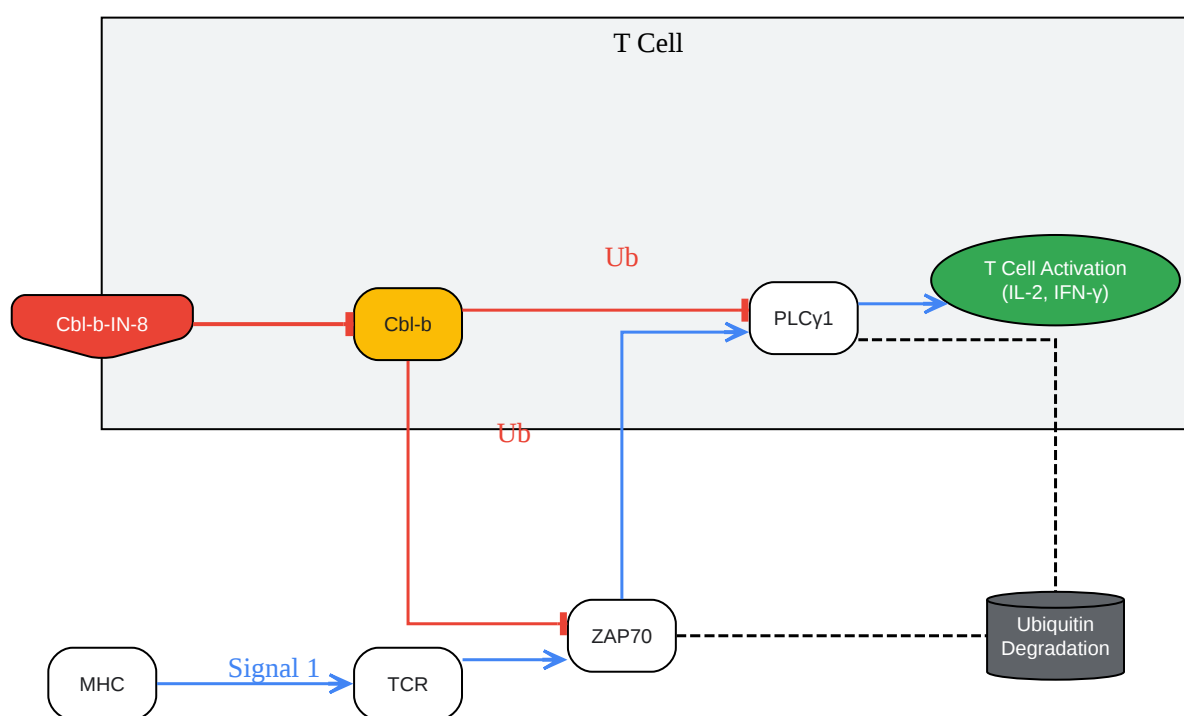 T Cell
Ub
T Cell Activation
(IL-2, IFN-γ)
Cbl-b-IN-8
Cbl-b
PLCγ1
Ub
Ubiquitin
Degradation
ZAP70
Signal 1
MHC
TCR